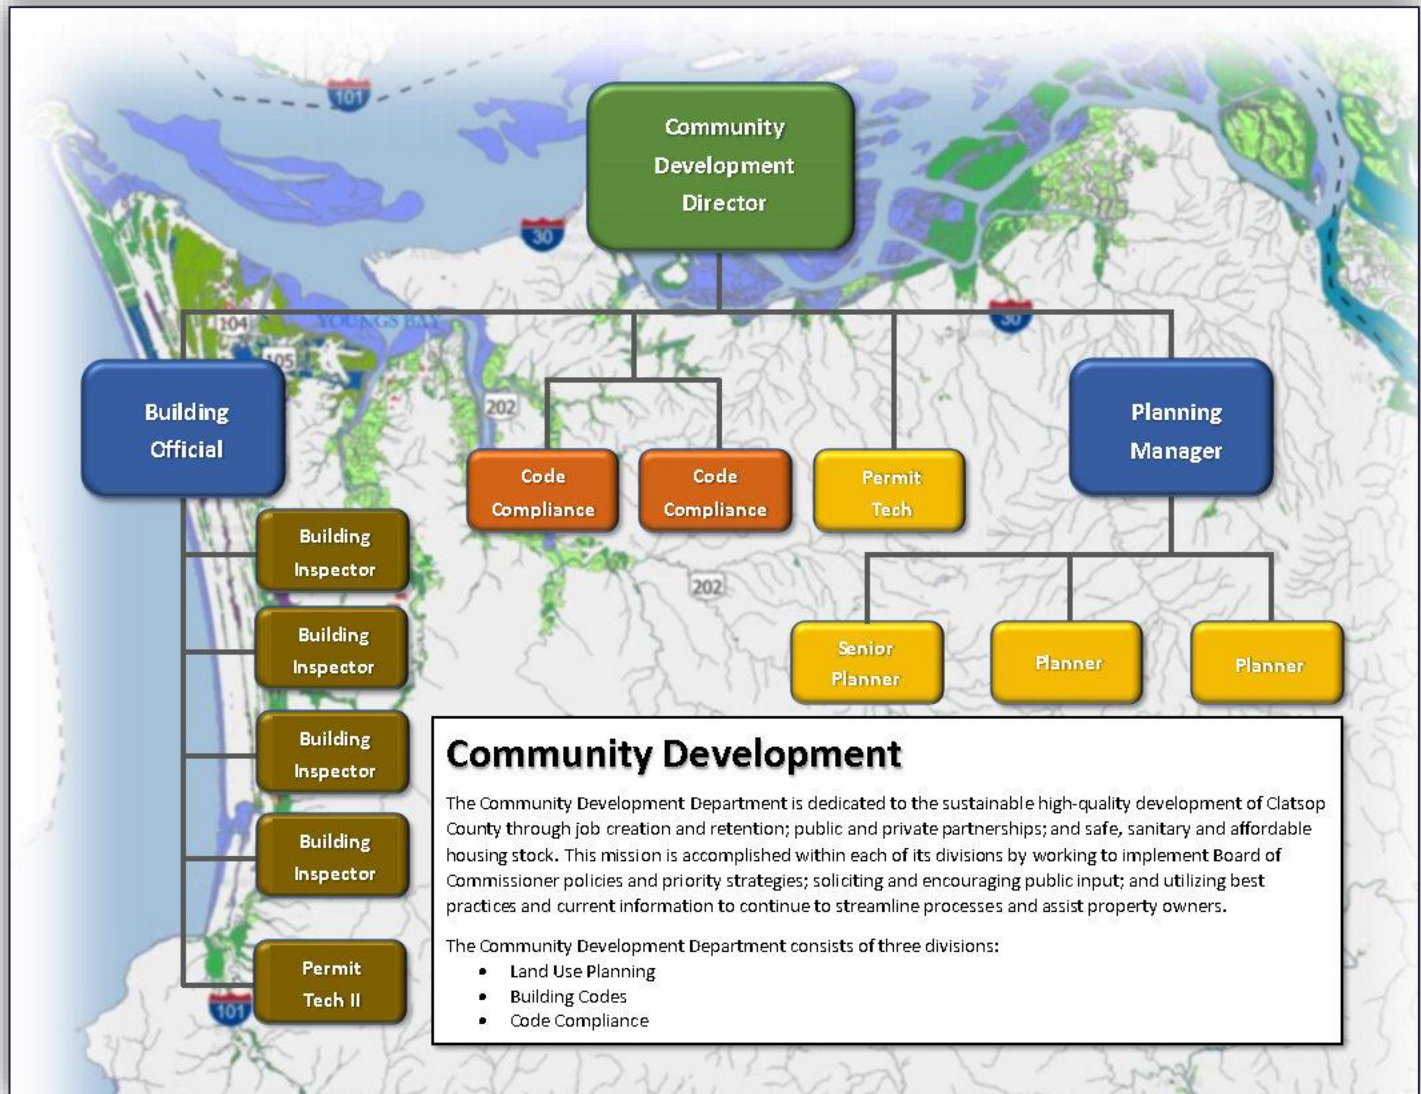 101
Community
Development
Director
30
104
YOUNGS BAY
30
105
Building
Official
202
Planning
Manager
Code
Compliance
Code
Compliance
Permit
Tech
Building
Inspector
202
Building
Inspector
Senior
Planner
Planner
Planner
Building
Inspector
Building
Inspector
Permit
Tech II
101
Community Development
The Community Development Department is dedicated to the sustainable high-quality development of Clatsop
County through job creation and retention; public and private partnerships; and safe, sanitary and affordable
housing stock. This mission is accomplished within each of its divisions by working to implement Board of
Commissioner policies and priority strategies; soliciting and encouraging public input; and utilizing best
practices and current information to continue to streamline processes and assist property owners.
The Community Development Department consists of three divisions:
• Land Use Planning
• Building Codes
• Code Compliance